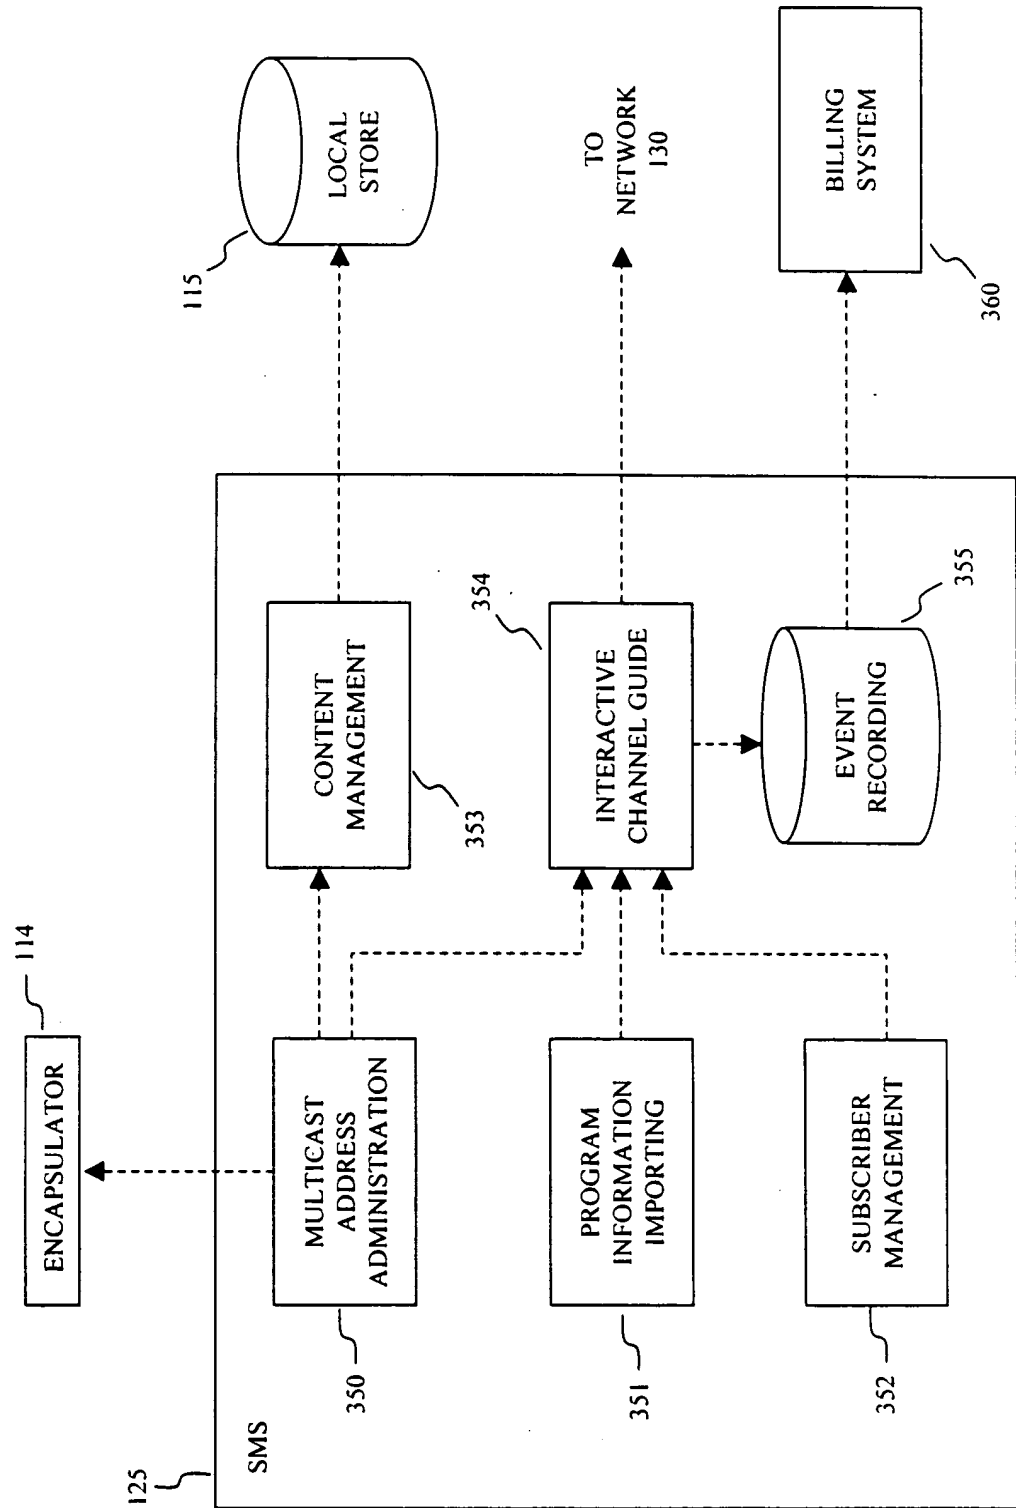 114
ENCAPSULATOR
125
SMS
MULTICAST
ADDRESS
ADMINISTRATION
350
CONTENT
MANAGEMENT
353
115
LOCAL
STORE
PROGRAM
INFORMATION
IMPORTING
351
354
INTERACTIVE
CHANNEL GUIDE
TO
NETWORK
130
SUBSCRIBER
MANAGEMENT
352
355
EVENT
RECORDING
BILLING
SYSTEM
360